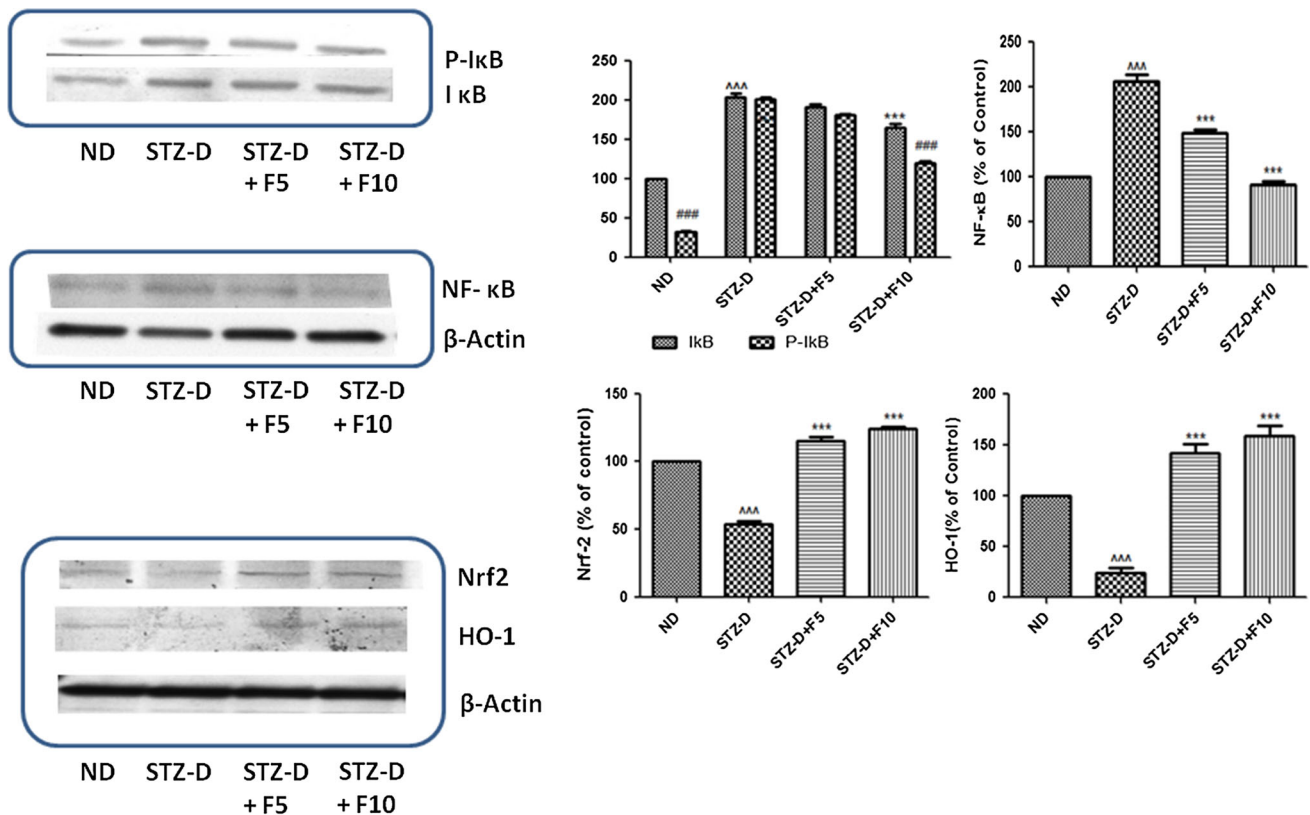 P-IκB
I κB
ND STZ-D STZ-D STZ-D
+ F5 + F10
NF- κB
β-Actin
ND STZ-D STZ-D STZ-D
+ F5 + F10
Nrf2
HO-1
β-Actin
ND STZ-D STZ-D STZ-D
+ F5 + F10
250
200
150
100
50
0
###
^^^
***
###
ND
STZ-D
STZ-D+F5
STZ-D+F10
IkB P-IkB
NF-κB (% of Control)
250
200
150
100
50
0
^^^
***
***
ND
STZ-D
STZ-D+F5
STZ-D+F10
Nrf-2 (% of control)
150
100
50
0
^^^
***
***
ND
STZ-D
STZ-D+F5
STZ-D+F10
HO-1(% of Control)
200
150
100
50
0
^^^
***
***
ND
STZ-D
STZ-D+F5
STZ-D+F10